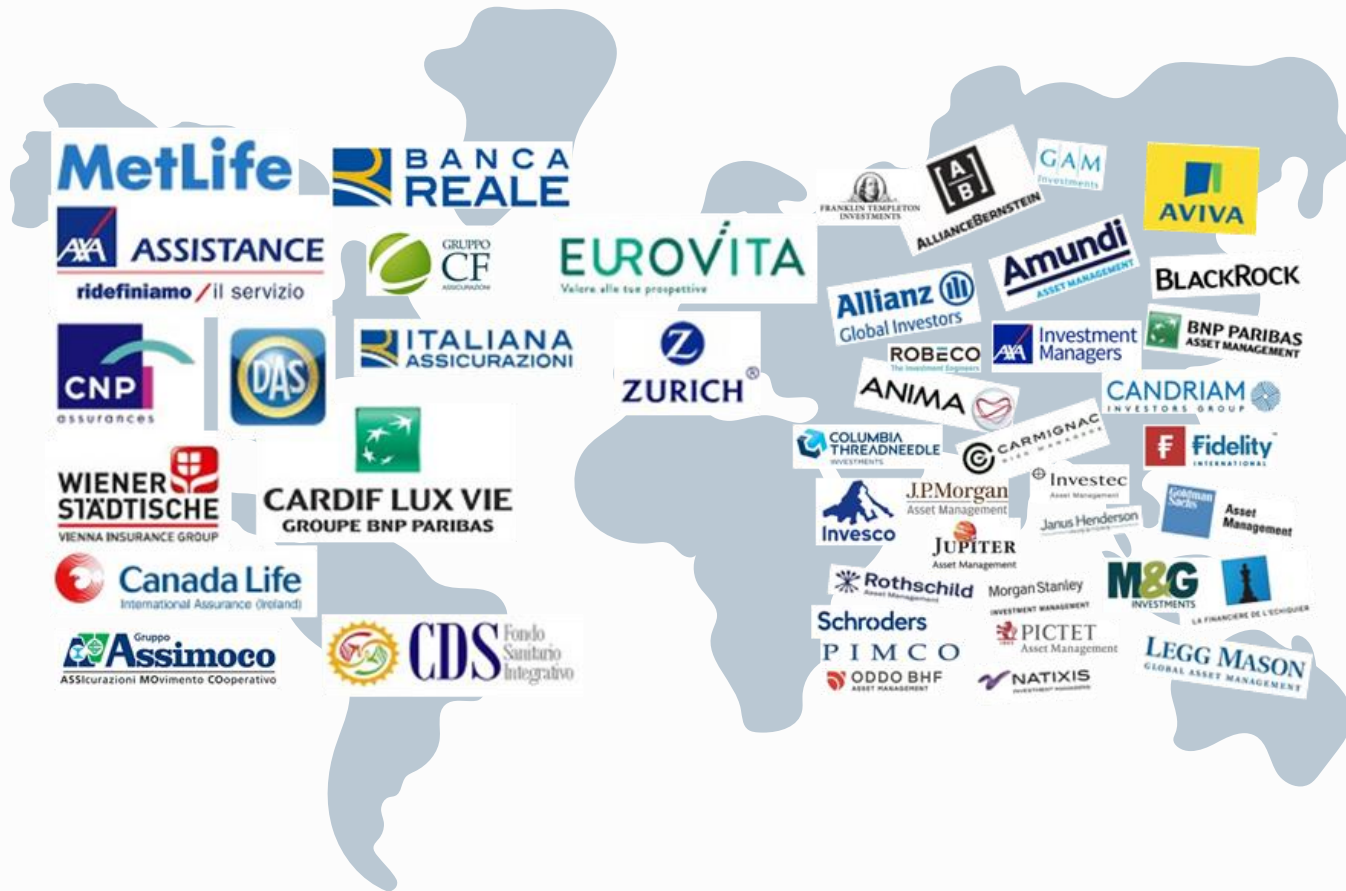 MetLife
BANCA
REALE
AXA ASSISTANCE
ridefiniamo / il servizio
GRUPPO
CF
ASSICURAZIONI
EUROVITA
Valore alle tue prospettive
CNP
assurances
DAS
ITALIANA
ASSICURAZIONI
Z
ZURICH®
WIENER
STÄDTISCHE
VIENNA INSURANCE GROUP
CARDIF LUX VIE
GROUPE BNP PARIBAS
Canada Life
International Assurance (Ireland)
Gruppo
Assimoco
ASSIcurazioni MOvimento COoperativo
CDS
Fondo
Sanitario
Integrativo
FRANKLIN TEMPLETON
INVESTMENTS
A
B
ALLIANCEBERNSTEIN
GAM
Investments
AVIVA
Allianz
Global Investors
Amundi
ASSET MANAGEMENT
BLACKROCK
ROBECO
The Investment Engineers
AXA
Investment
Managers
BNP PARIBAS
ASSET MANAGEMENT
ANIMA
CANDRIAM
INVESTORS GROUP
COLUMBIA
THREADNEEDLE
INVESTMENTS
CARMIGNAC
Fidelity™
INTERNATIONAL
Invesco
J.P.Morgan
Asset Management
Investec
Asset Management
Janus Henderson
Goldman
Sachs
Asset
Management
JUPITER
Asset Management
Rothschild
Asset Management
Morgan Stanley
INVESTMENT MANAGEMENT
M&G
INVESTMENTS
LA FINANCIERE DE L'ECHIQUIER
Schroders
PIMCO
PICTET
Asset Management
LEGG MASON
GLOBAL ASSET MANAGEMENT
ODDO BHF
ASSET MANAGEMENT
NATIXIS
INVESTMENT MANAGERS